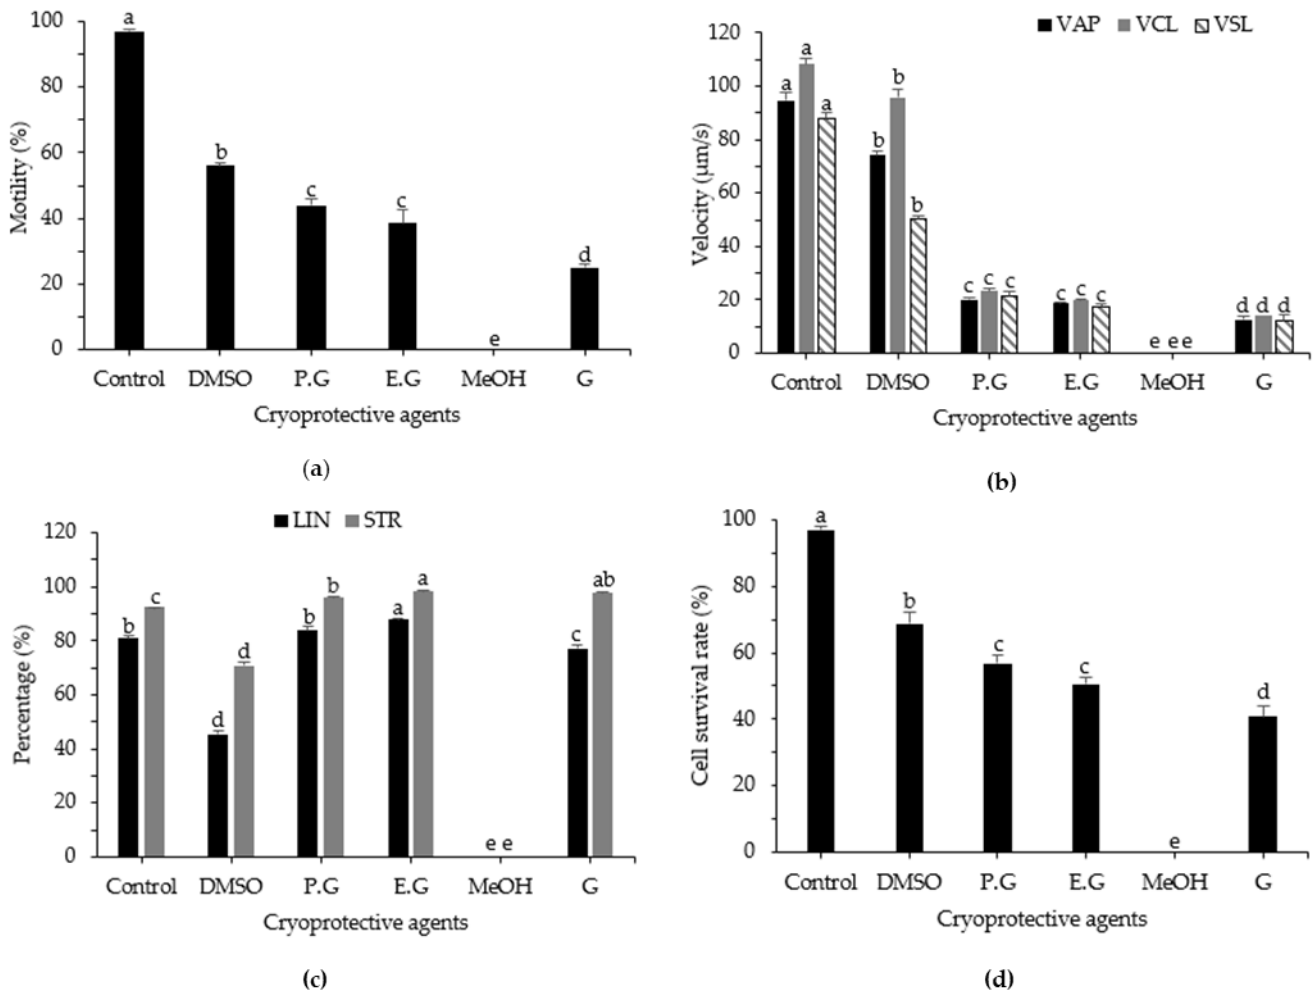 100
80
60
40
20
0
Motility (%)
a
b
c
c
e
d
Control DMSO P.G E.G MeOH G
Cryoprotective agents
(a)
VAP VCL VSL
120
100
80
60
40
20
0
Velocity (µm/s)
a a a
b b b
c c c
c c c
e e e
d d d
Control DMSO P.G E.G MeOH G
Cryoprotective agents
(b)
LIN STR
120
100
80
60
40
20
0
Percentage (%)
b c
d d
b b
a a
e e
c ab
Control DMSO P.G E.G MeOH G
Cryoprotective agents
(c)
100
80
60
40
20
0
Cell survival rate (%)
a
b
c
c
e
d
Control DMSO P.G E.G MeOH G
Cryoprotective agents
(d)